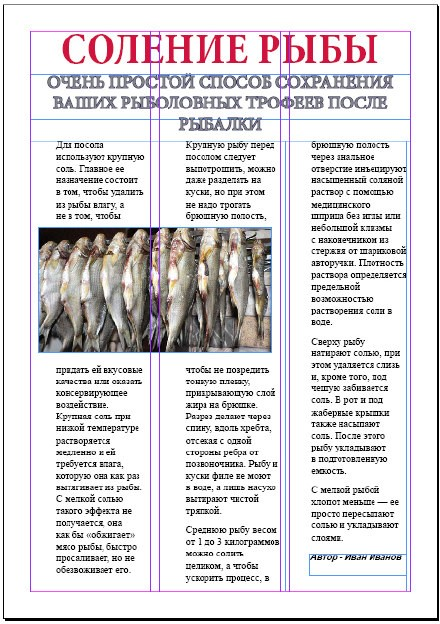 СОЛЕНИЕ РЫБЫ
ОЧЕНЬ ПРОСТОЙ СПОСОБ СОХРАНЕНИЯ
ВАШИХ РЫБОЛОВНЫХ ТРОФЕЕВ ПОСЛЕ
РЫБАЛКИ
Для посола
используют крупную
соль. Главное ее
назначение состоит
в том, чтобы удалить
из рыбы влагу, а
не в том, чтобы
придать ей вкусовые
качества или оказать
консервирующее
воздействие.
Крупная соль при
низкой температуре
растворяется
медленно и ей
требуется влага,
которую она как раз
вытягивает из рыбы.
С мелкой солью
такого эффекта не
получается, она
как бы «обжигает»
мясо рыбы, быстро
просаливает, но не
обезвоживает его.
Крупную рыбу перед
посолом следует
выпотрошить, можно
даже разделать на
куски, но при этом
не надо трогать
брюшную полость,
чтобы не повредить
тонкую пленку,
прикрывающую слой
жира на брюшке.
Разрез делают через
спину, вдоль хребта,
отсекая с одной
стороны ребра от
позвоночника. Рыбу и
куски филе не моют
в воде, а лишь насухо
вытирают чистой
тряпкой.
Среднюю рыбу весом
от 1 до 3 килограммов
можно солить
целиком, а чтобы
ускорить процесс, в
брюшную полость
через анальное
отверстие инъецируют
насыщенный соляной
раствор с помощью
медицинского
шприца без иглы или
небольшой клизмы
с наконечником из
стержня от шариковой
авторучки. Плотность
раствора определяется
предельной
возможностью
растворения соли в
воде.
Сверху рыбу
натирают солью, при
этом удаляется слизь
и, кроме того, под
чешую забивается
соль. В рот и под
жаберные крышки
также насыпают
соль. После этого
рыбу укладывают
в подготовленную
емкость.
С мелкой рыбой
хлопот меньше — ее
просто пересыпают
солью и укладывают
слоями.
Автор - Иван Иванов